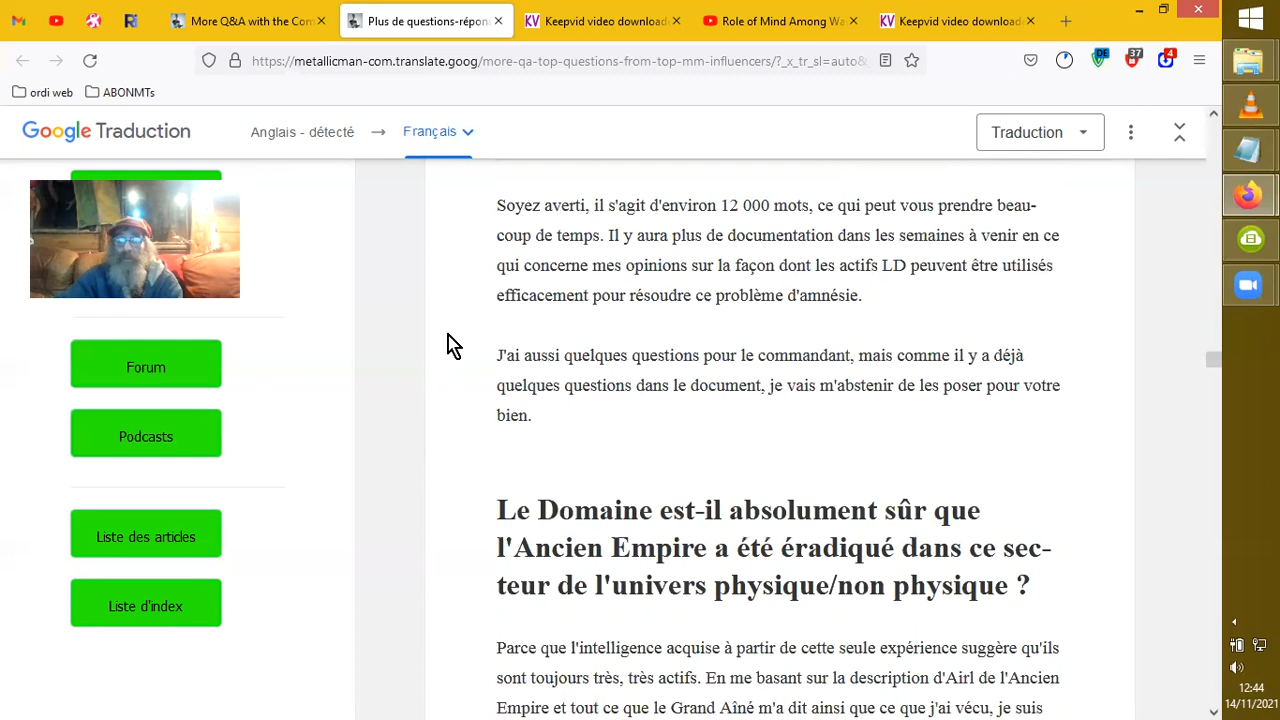 More Q&A with the Com
Plus de questions-répon
Keepvid video download
Role of Mind Among Wa
Keepvid video download
https://metallicman-com.translate.goog/more-qa-and-questions-from-top-mm-influencers/?_x_tr_sl=auto&
DE
37
4
ordi web
ABONMTs
Google Traduction
Anglais - détecté
Français
Traduction
Soyez averti, il s'agit d'environ 12 000 mots, ce qui peut vous prendre beau-
coup de temps. Il y aura plus de documentation dans les semaines à venir en ce
qui concerne mes opinions sur la façon dont les actifs LD peuvent être utilisés
efficacement pour résoudre ce problème d'amnésie.
J'ai aussi quelques questions pour le commandant, mais comme il y a déjà
quelques questions dans le document, je vais m'abstenir de les poser pour votre
bien.
Le Domaine est-il absolument sûr que
l'Ancien Empire a été éradiqué dans ce sec-
teur de l'univers physique/non physique ?
Parce que l'intelligence acquise à partir de cette seule expérience suggère qu'ils
sont toujours très, très actifs. En me basant sur la description d'Airl de l'Ancien
Empire et tout ce que le Grand Aîné m'a dit ainsi que ce que j'ai vécu, je suis
Forum
Podcasts
Liste des articles
Liste d'index
12:44
14/11/2021